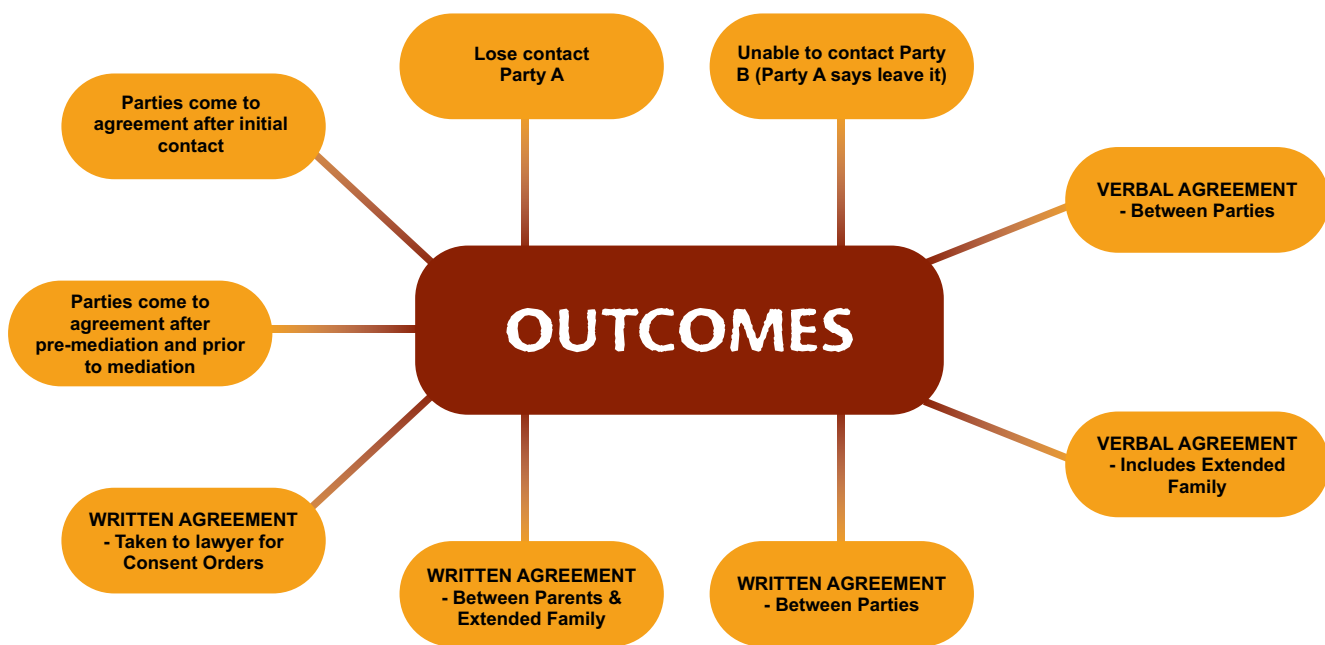 Lose contact
Party A
Unable to contact Party
B (Party A says leave it)
Parties come to
agreement after initial
contact
VERBAL AGREEMENT
- Between Parties
Parties come to
agreement after
pre-mediation and prior
to mediation
OUTCOMES
VERBAL AGREEMENT
- Includes Extended
Family
WRITTEN AGREEMENT
- Taken to lawyer for
Consent Orders
WRITTEN AGREEMENT
- Between Parents &
Extended Family
WRITTEN AGREEMENT
- Between Parties